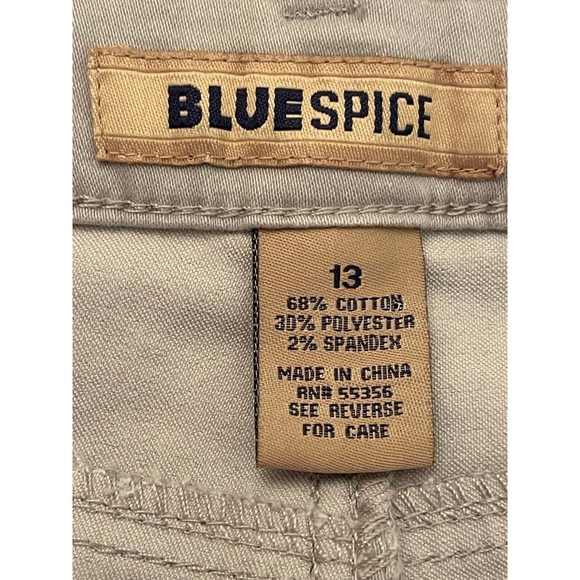 BLUESPICE
13
68% COTTON
30% POLYESTER
2% SPANDEX
MADE IN CHINA
RN# 55356
SEE REVERSE
FOR CARE